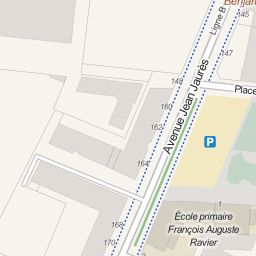 Benjam
145
Ligne B
147
148
Place
Avenue Jean Jaurès
160
162
P
164
École primaire
François Auguste
Ravier
168
170